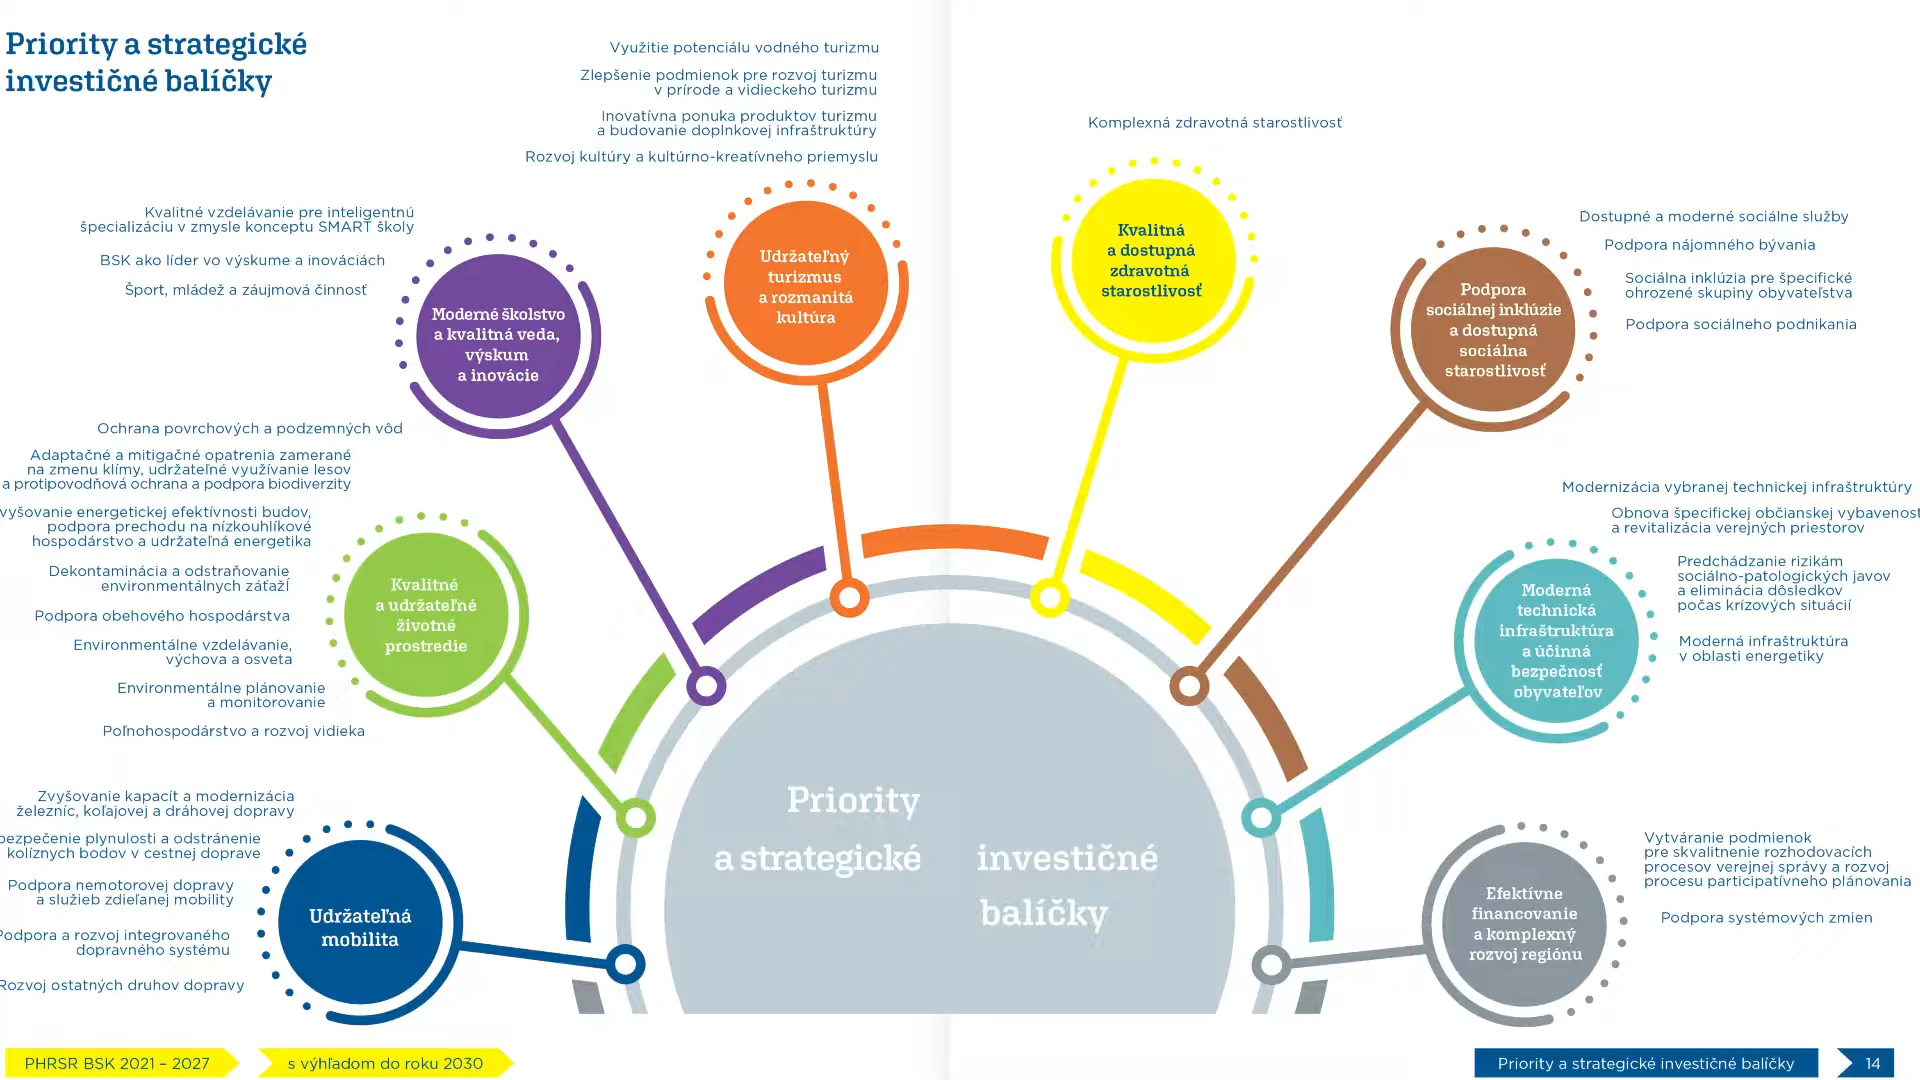 Priority a strategické
investičné balíčky
Využitie potenciálu vodného turizmu
Zlepšenie podmienok pre rozvoj turizmu
v prírode a vidieckeho turizmu
Inovatívna ponuka produktov turizmu
a budovanie doplnkovej infraštruktúry
Rozvoj kultúry a kultúrno-kreatívneho priemyslu
Udržateľný
turizmus
a rozmanitá
kultúra
Komplexná zdravotná starostlivosť
Kvalitná
a dostupná
zdravotná
starostlivosť
Kvalitné vzdelávanie pre inteligentnú
špecializáciu v zmysle konceptu SMART školy
BSK ako líder vo výskume a inováciách
Šport, mládež a záujmová činnosť
Moderné školstvo
a kvalitná veda,
výskum
a inovácie
Dostupné a moderné sociálne služby
Podpora nájomného bývania
Sociálna inklúzia pre špecifické
ohrozené skupiny obyvateľstva
Podpora sociálneho podnikania
Podpora
sociálnej inklúzie
a dostupná
sociálna
starostlivosť
Ochrana povrchových a podzemných vôd
Adaptačné a mitigačné opatrenia zamerané
na zmenu klímy, udržateľné využívanie lesov
a protipovodňová ochrana a podpora biodiverzity
vyšovanie energetickej efektívnosti budov,
podpora prechodu na nízkouhlíkové
hospodárstvo a udržateľná energetika
Dekontaminácia a odstraňovanie
environmentálnych záťaží
Podpora obehového hospodárstva
Environmentálne vzdelávanie,
výchova a osveta
Environmentálne plánovanie
a monitorovanie
Poľnohospodárstvo a rozvoj vidieka
Kvalitné
a udržateľné
životné
prostredie
Modernizácia vybranej technickej infraštruktúry
Obnova špecifickej občianskej vybavenost
a revitalizácia verejných priestorov
Predchádzanie rizikám
sociálno-patologických javov
a eliminácia dôsledkov
počas krízových situácií
Moderná infraštruktúra
v oblasti energetiky
Moderná
technická
infraštruktúra
a účinná
bezpečnosť
obyvateľov
Zvyšovanie kapacít a modernizácia
železníc, koľajovej a dráhovej dopravy
bezpečenie plynulosti a odstránenie
kolíznych bodov v cestnej doprave
Podpora nemotorovej dopravy
a služieb zdieľanej mobility
Podpora a rozvoj integrovaného
dopravného systému
Rozvoj ostatných druhov dopravy
Udržateľná
mobilita
Priority
a strategické
investičné
balíčky
Vytváranie podmienok
pre skvalitnenie rozhodovacích
procesov verejnej správy a rozvoj
procesu participatívneho plánovania
Podpora systémových zmien
Efektívne
financovanie
a komplexný
rozvoj regiónu
PHRSR BSK 2021 – 2027
s výhľadom do roku 2030
Priority a strategické investičné balíčky
14